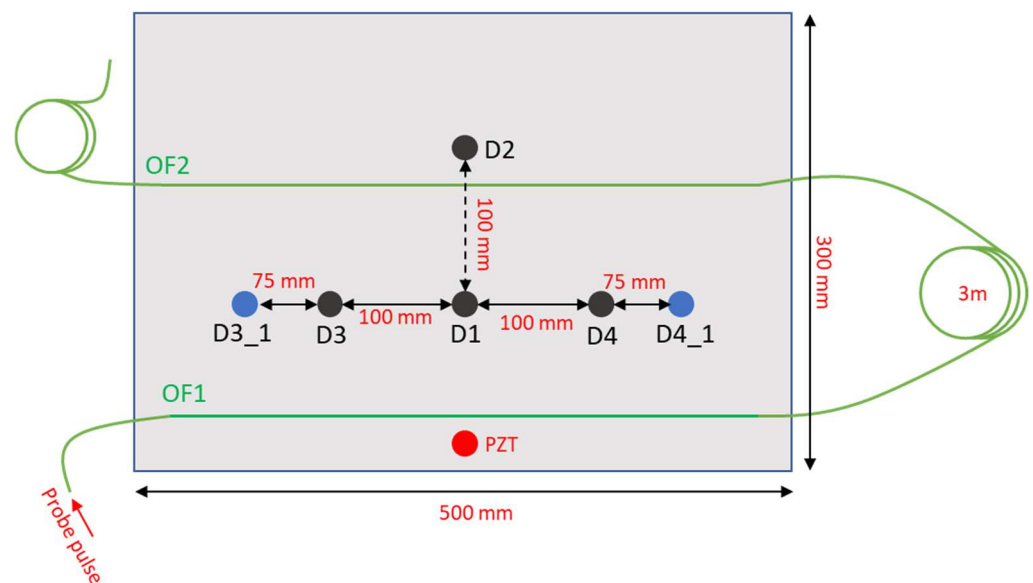 D2
OF2
100 mm
300 mm
75 mm
75 mm
3m
100 mm
100 mm
D3_1
D3
D1
D4
D4_1
OF1
PZT
500 mm
Probe pulse